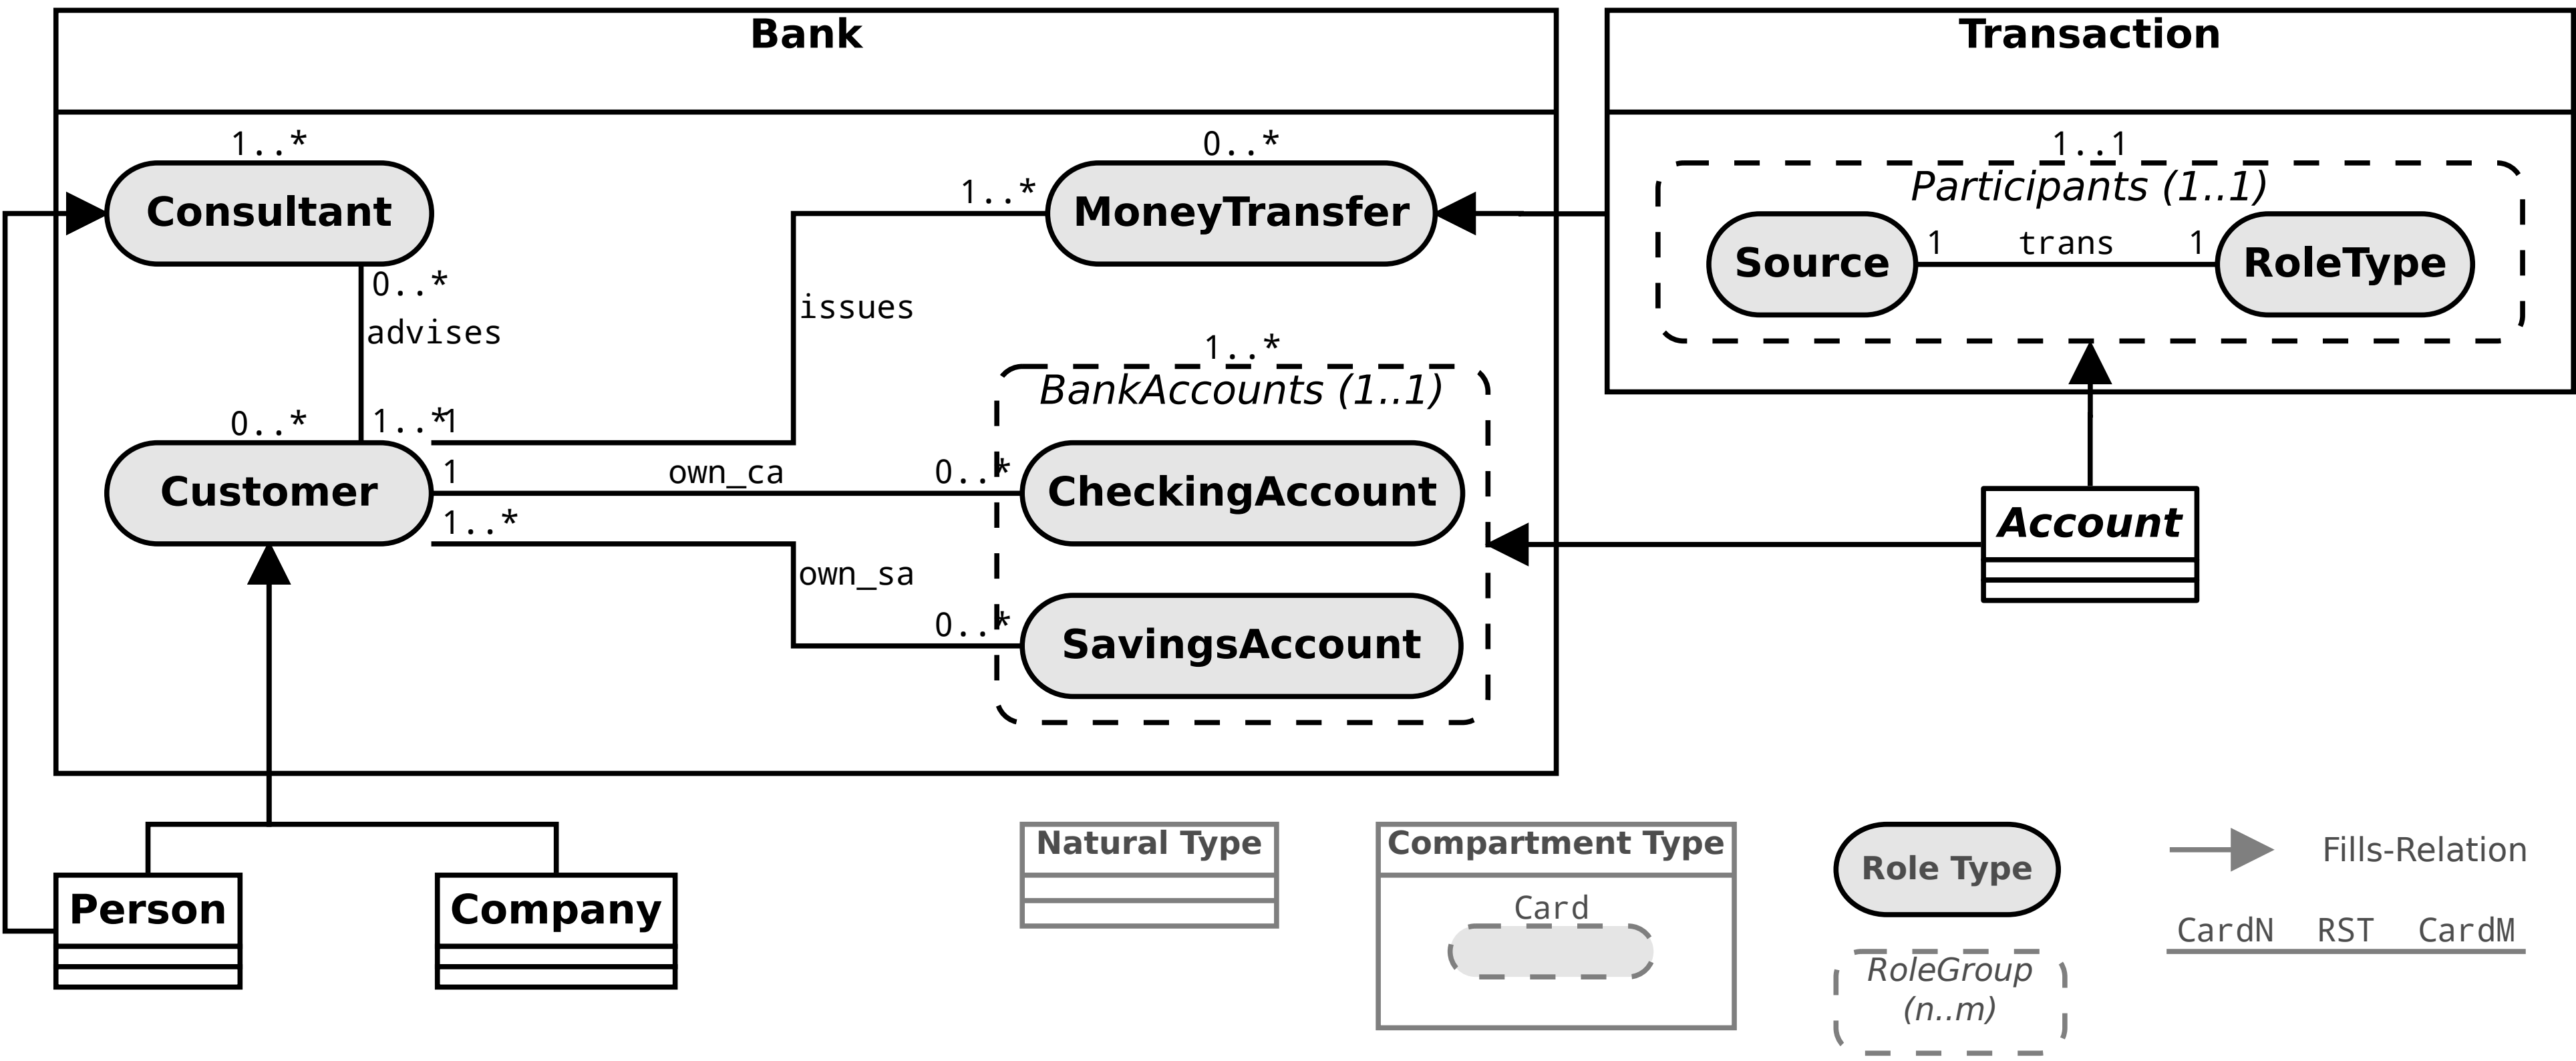 Bank
Transaction
1..*
0..*
1..1
Consultant
1..*
MoneyTransfer
Participants (1..1)
Source
1
trans
1
RoleType
0..*
advises
issues
1..*
BankAccounts (1..1)
0..*
1..*
1
Customer
1
own_ca
0..*
CheckingAccount
1..*
own_sa
0..*
SavingsAccount
Account
Person
Company
Natural Type
Compartment Type
Card
Role Type
Fills-Relation
CardN RST CardM
RoleGroup
(n..m)